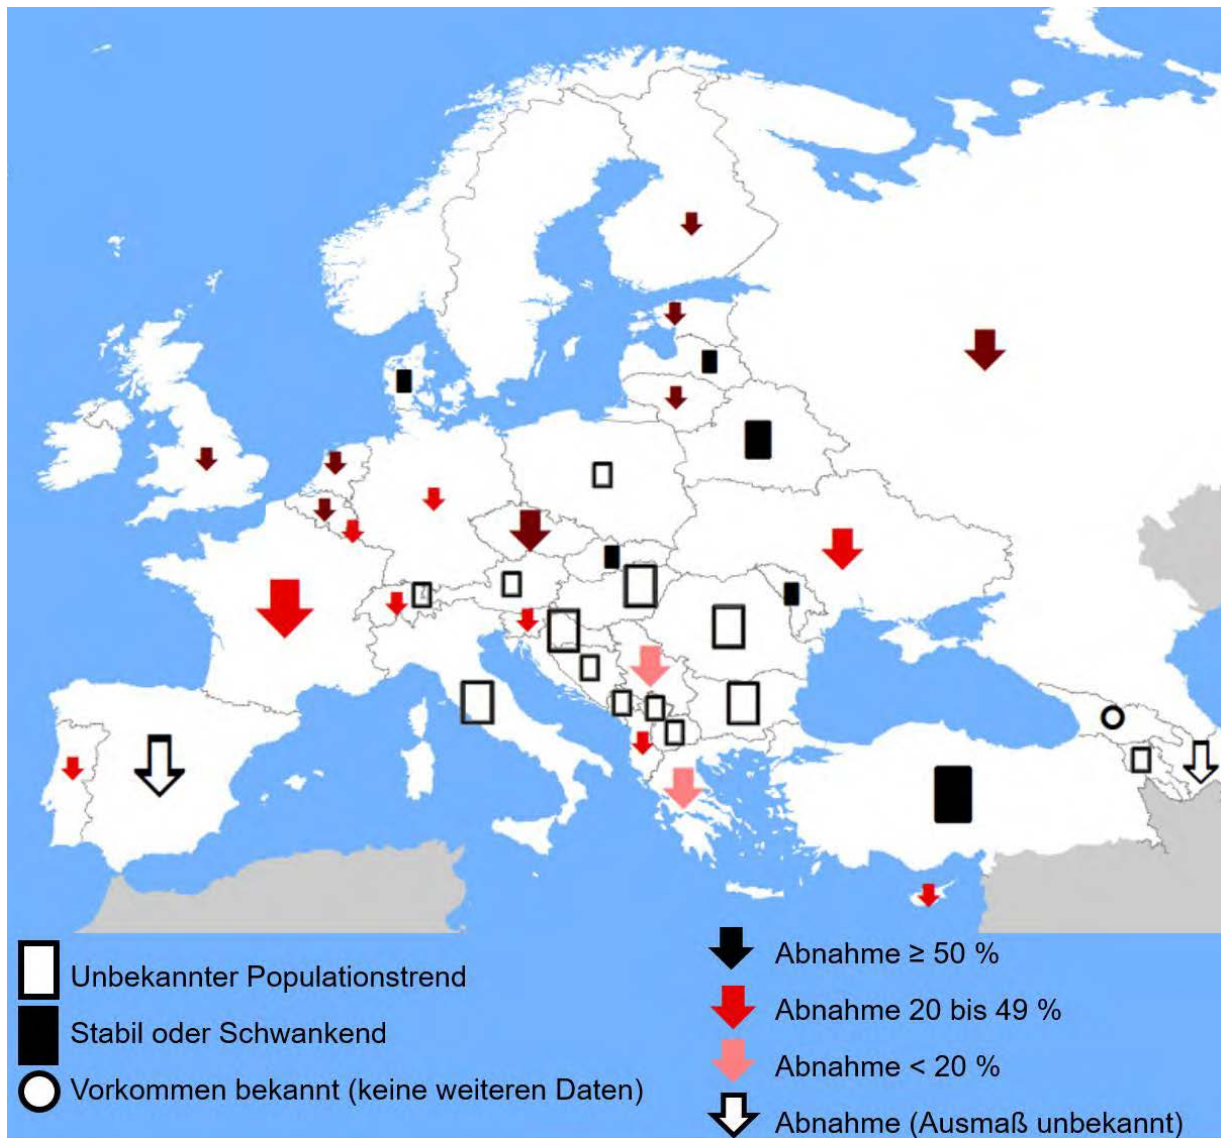 Unbekannter Populationstrend
Stabil oder Schwankend
Vorkommen bekannt (keine weiteren Daten)
Abnahme ≥ 50 %
Abnahme 20 bis 49 %
Abnahme < 20 %
Abnahme (Ausmaß unbekannt)